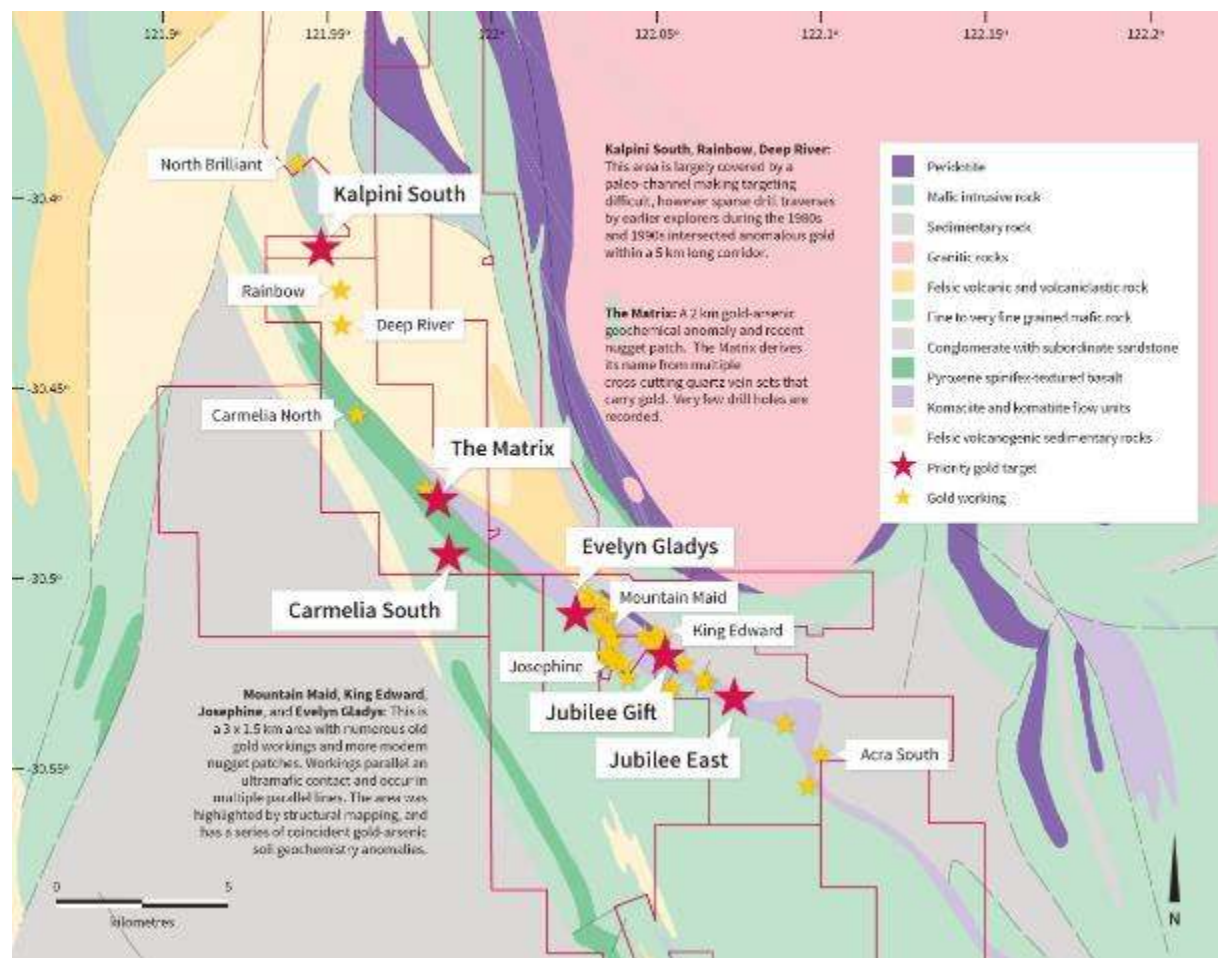 121.9°
121.95°
122°
122.05°
122.1°
122.15°
122.2°
-30.4°
-30.45°
-30.5°
-30.55°
North Brilliant
Kalpini South
Rainbow
Deep River
Carmelia North
The Matrix
Carmelia South
Evelyn Gladys
Mountain Maid
King Edward
Josephine
Jubilee Gift
Jubilee East
Acra South
Kalpini South, Rainbow, Deep River:
This area is largely covered by a
paleo-channel making targeting
difficult, however sparse drill traverses
by earlier explorers during the 1980s
and 1990s intersected anomalous gold
within a 5 km long corridor.
The Matrix: A 2 km gold-arsenic
geochemical anomaly and recent
nugget patch. The Matrix derives
its name from multiple
cross-cutting quartz vein sets that
carry gold. Very few drill holes are
recorded.
Peridotite
Mafic intrusive rock
Sedimentary rock
Granitic rocks
Felsic volcanic and volcaniclastic rock
Fine to very fine grained mafic rock
Conglomerate with subordinate sandstone
Pyroxene spinifex-textured basalt
Komatiite and komatiite flow units
Felsic volcanogenic sedimentary rocks
Priority gold target
Gold working
Mountain Maid, King Edward,
Josephine, and Evelyn Gladys: This is
a 3 x 1.5 km area with numerous old
gold workings and more modern
nugget patches. Workings parallel an
ultramafic contact and occur in
multiple parallel lines. The area was
highlighted by structural mapping, and
has a series of coincident gold-arsenic
soil geochemistry anomalies.
0 5
kilometres
N